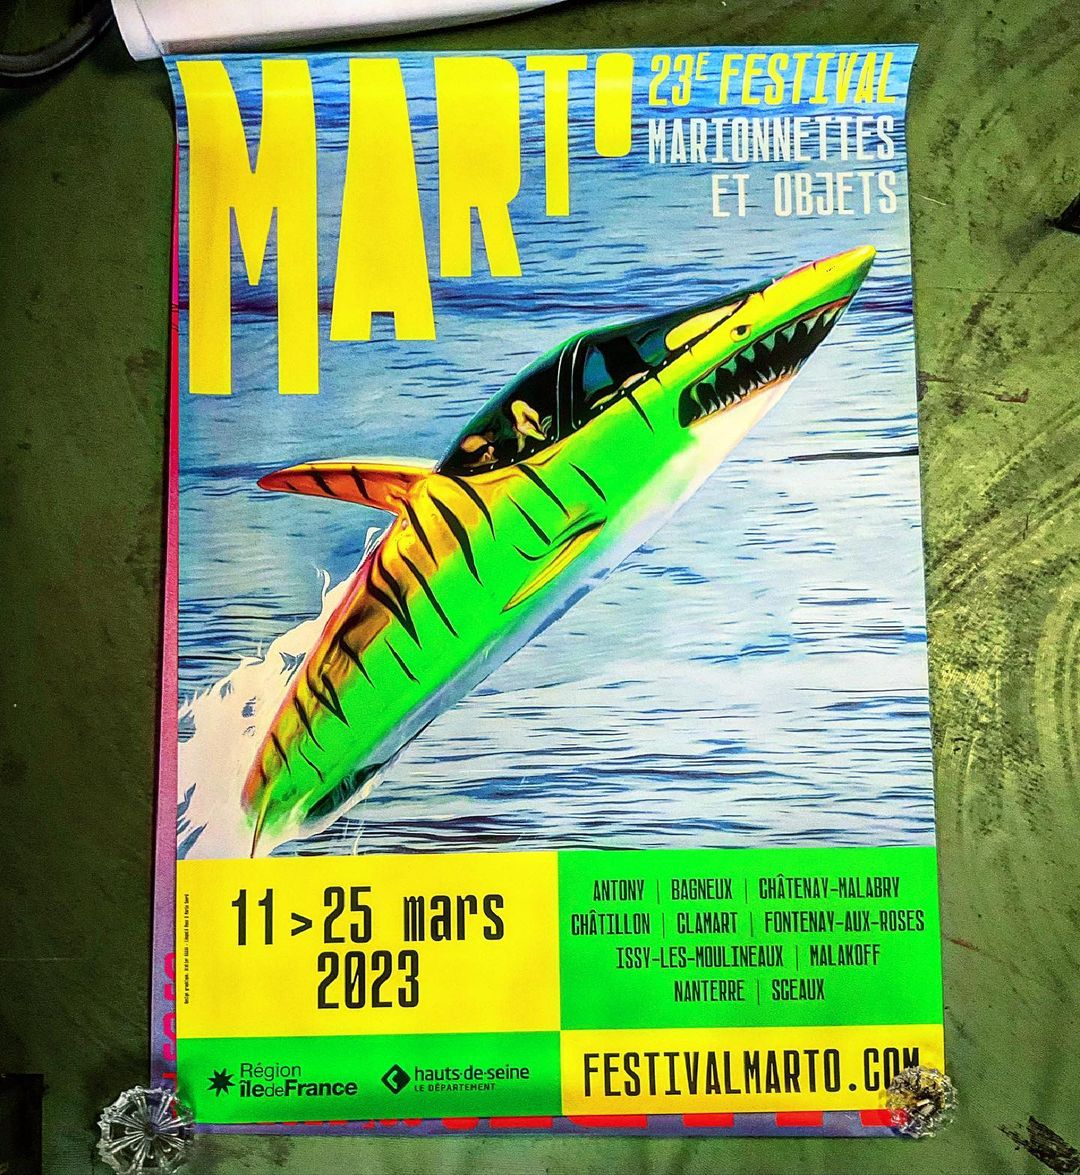 MARTO
23E FESTIVAL
MARIONNETTES
ET OBJETS
11 > 25 mars
2023
ANTONY | BAGNEUX | CHÂTENAY-MALABRY
CHÂTILLON | CLAMART | FONTENAY-AUX-ROSES
ISSY-LES-MOULINEAUX | MALAKOFF
NANTERRE | SCEAUX
Région
îledeFrance
hauts-de-seine
LE DÉPARTEMENT
FESTIVALMARTO.COM